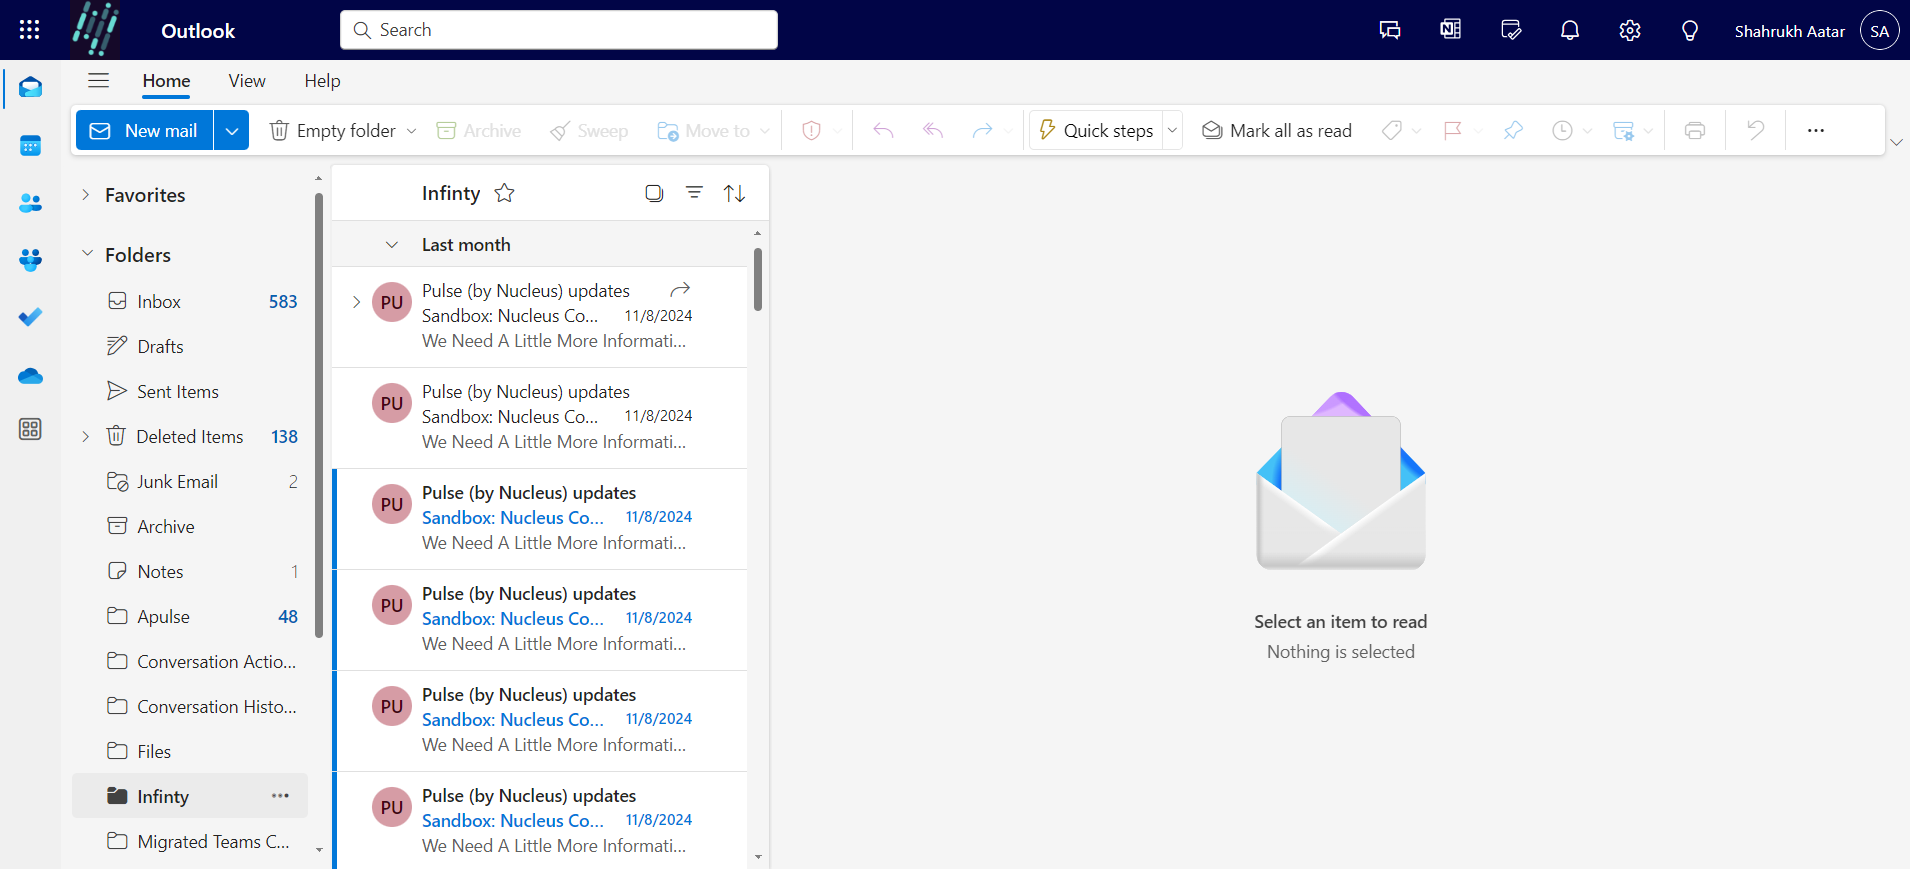 Outlook
Search
Shahrukh Aatar
SA
Home
View
Help
New mail
Empty folder
Archive
Sweep
Move to
Quick steps
Mark all as read
Favorites
Folders
Inbox 583
Drafts
Sent Items
Deleted Items 138
Junk Email 2
Archive
Notes 1
Apulse 48
Conversation Actio...
Conversation Histo...
Files
Infinty
Migrated Teams C...
Infinty
Last month
PU
Pulse (by Nucleus) updates
Sandbox: Nucleus Co... 11/8/2024
We Need A Little More Informati...
PU
Pulse (by Nucleus) updates
Sandbox: Nucleus Co... 11/8/2024
We Need A Little More Informati...
PU
Pulse (by Nucleus) updates
Sandbox: Nucleus Co... 11/8/2024
We Need A Little More Informati...
PU
Pulse (by Nucleus) updates
Sandbox: Nucleus Co... 11/8/2024
We Need A Little More Informati...
PU
Pulse (by Nucleus) updates
Sandbox: Nucleus Co... 11/8/2024
We Need A Little More Informati...
PU
Pulse (by Nucleus) updates
Sandbox: Nucleus Co... 11/8/2024
We Need A Little More Informati...
Select an item to read
Nothing is selected